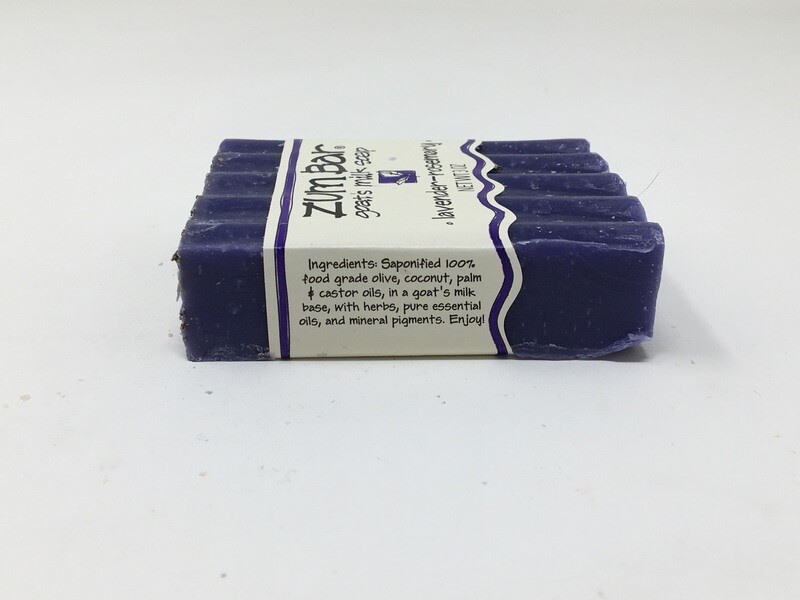 Zum Bar®
goat's milk soap
lavender-rosemary
NET WT 3 OZ
Ingredients: Saponified 100%
food grade olive, coconut, palm
& castor oils, in a goat's milk
base, with herbs, pure essential
oils, and mineral pigments. Enjoy!